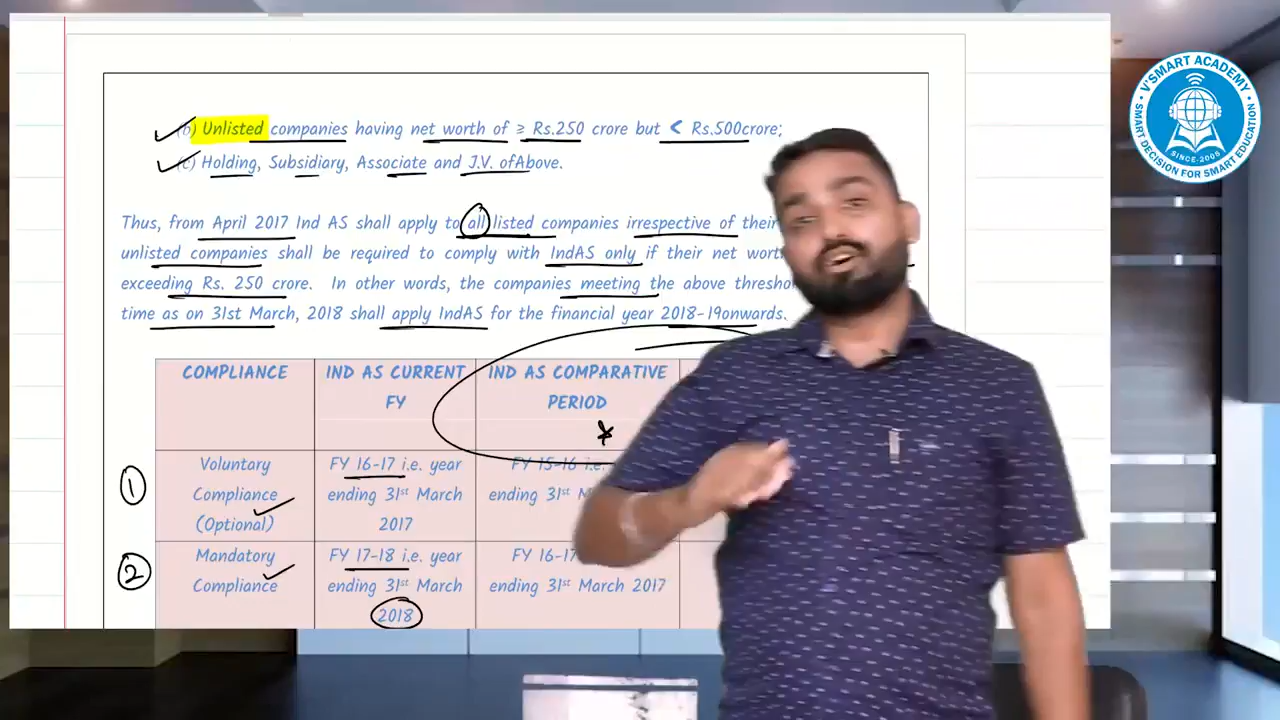 (b) Unlisted companies having net worth of ≥ Rs.250 crore but < Rs.500crore;
(c) Holding, Subsidiary, Associate and J.V. ofAbove.
Thus, from April 2017 Ind AS shall apply to all listed companies irrespective of their
unlisted companies shall be required to comply with IndAS only if their net
exceeding Rs. 250 crore. In other words, the companies meeting the above
time as on 31st March, 2018 shall apply IndAS for the financial year 2018-19onwards.
COMPLIANCE
IND AS CURRENT
FY
IND AS COMPARATIVE
PERIOD
*
1
Voluntary
Compliance
(Optional)
FY 16-17 i.e. year
ending 31st March
2017
FY 15-16 i.e.
ending 31st
2
Mandatory
Compliance
FY 17-18 i.e. year
ending 31st March
2018
FY 16-17
ending 31st March 2017
V'SMART ACADEMY
SINCE-2008
SMART DECISION FOR SMART EDUCATION